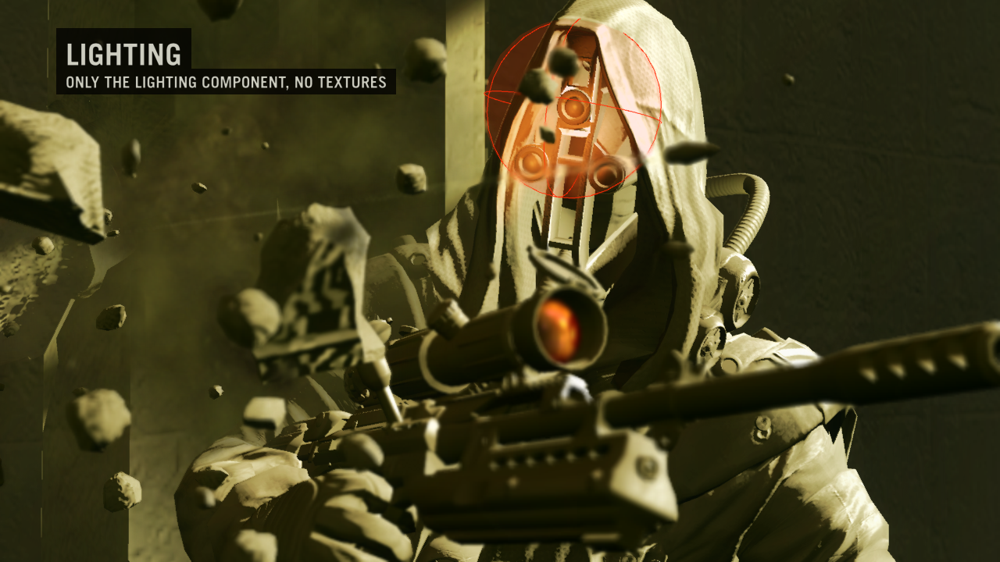 LIGHTING
ONLY THE LIGHTING COMPONENT, NO TEXTURES